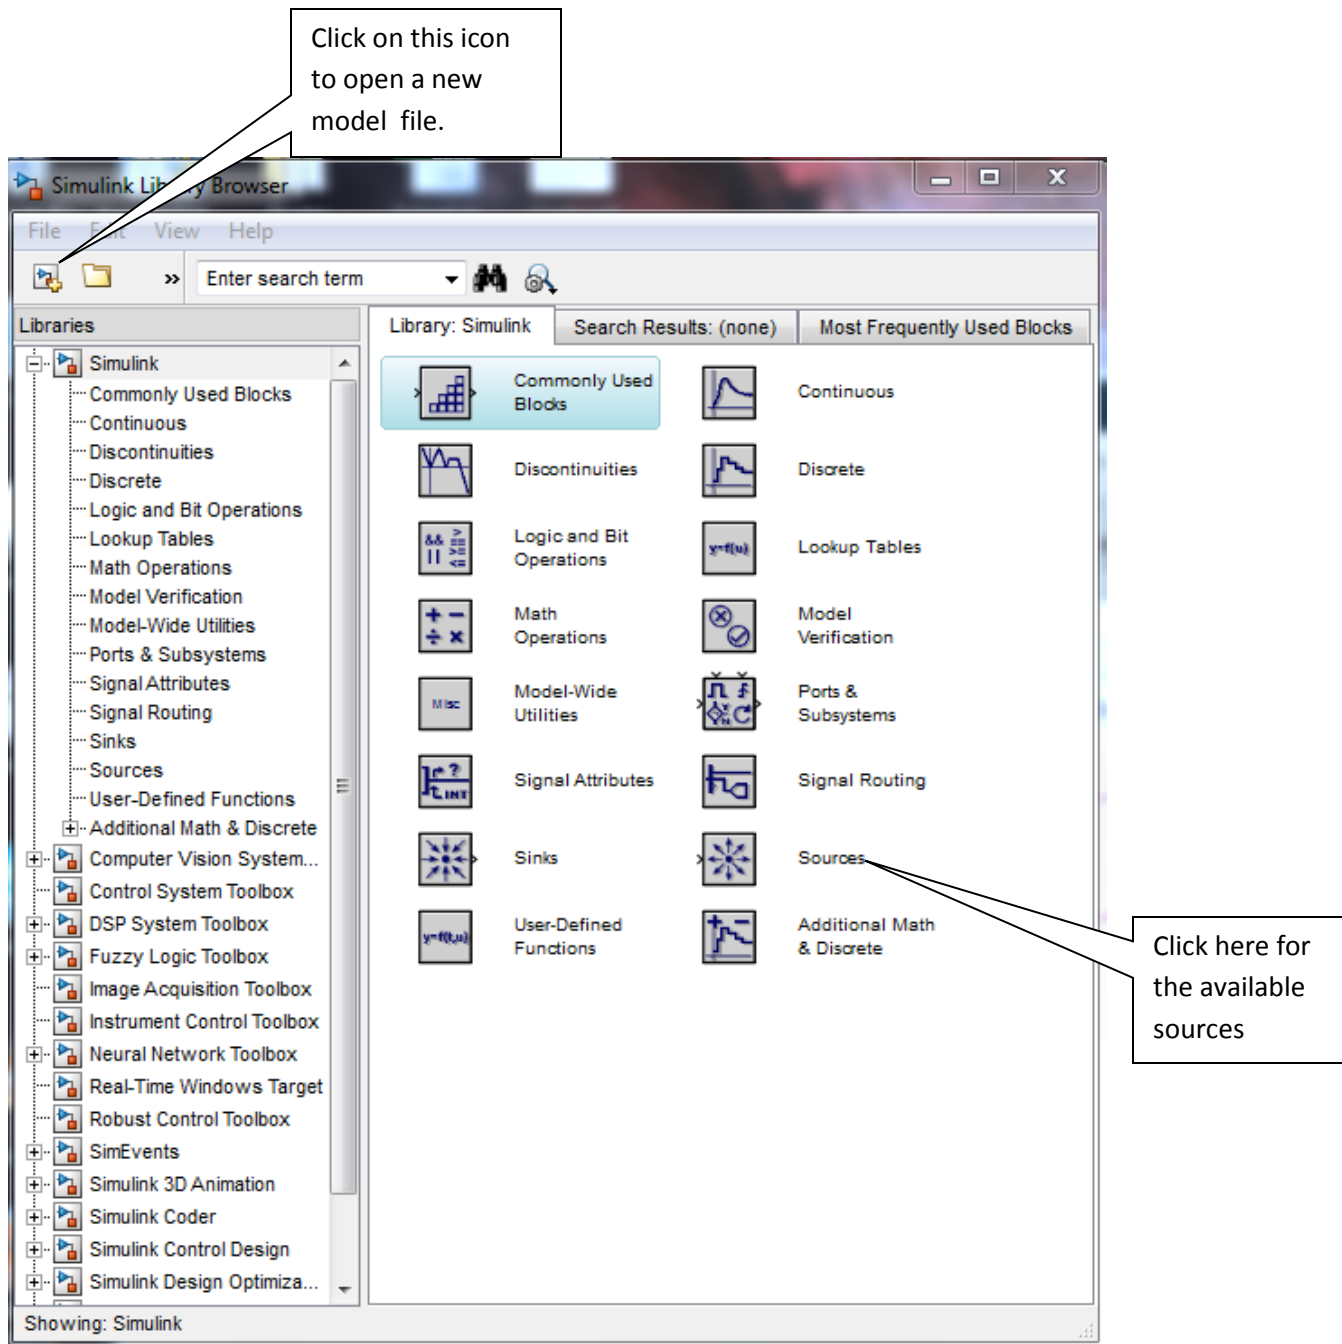 Click on this icon
to open a new
model file.
Simulink Library Browser
File Edit View Help
» Enter search term
Libraries
Library: Simulink
Search Results: (none)
Most Frequently Used Blocks
Simulink
Commonly Used Blocks
Continuous
Discontinuities
Discrete
Logic and Bit Operations
Lookup Tables
Math Operations
Model Verification
Model-Wide Utilities
Ports & Subsystems
Signal Attributes
Signal Routing
Sinks
Sources
User-Defined Functions
Additional Math & Discrete
Computer Vision System...
Control System Toolbox
DSP System Toolbox
Fuzzy Logic Toolbox
Image Acquisition Toolbox
Instrument Control Toolbox
Neural Network Toolbox
Real-Time Windows Target
Robust Control Toolbox
SimEvents
Simulink 3D Animation
Simulink Coder
Simulink Control Design
Simulink Design Optimiza...
Commonly Used
Blocks
Continuous
Discontinuities
Discrete
&& > == 
|| >= <=
Logic and Bit
Operations
y=f(u)
Lookup Tables
+ −
÷ ×
Math
Operations
Model
Verification
Misc
Model-Wide
Utilities
Y
N
Ports &
Subsystems
?
INT
Signal Attributes
Signal Routing
Sinks
Sources
y=f(t,u)
User-Defined
Functions
+ −
Additional Math
& Discrete
Click here for
the available
sources
Showing: Simulink